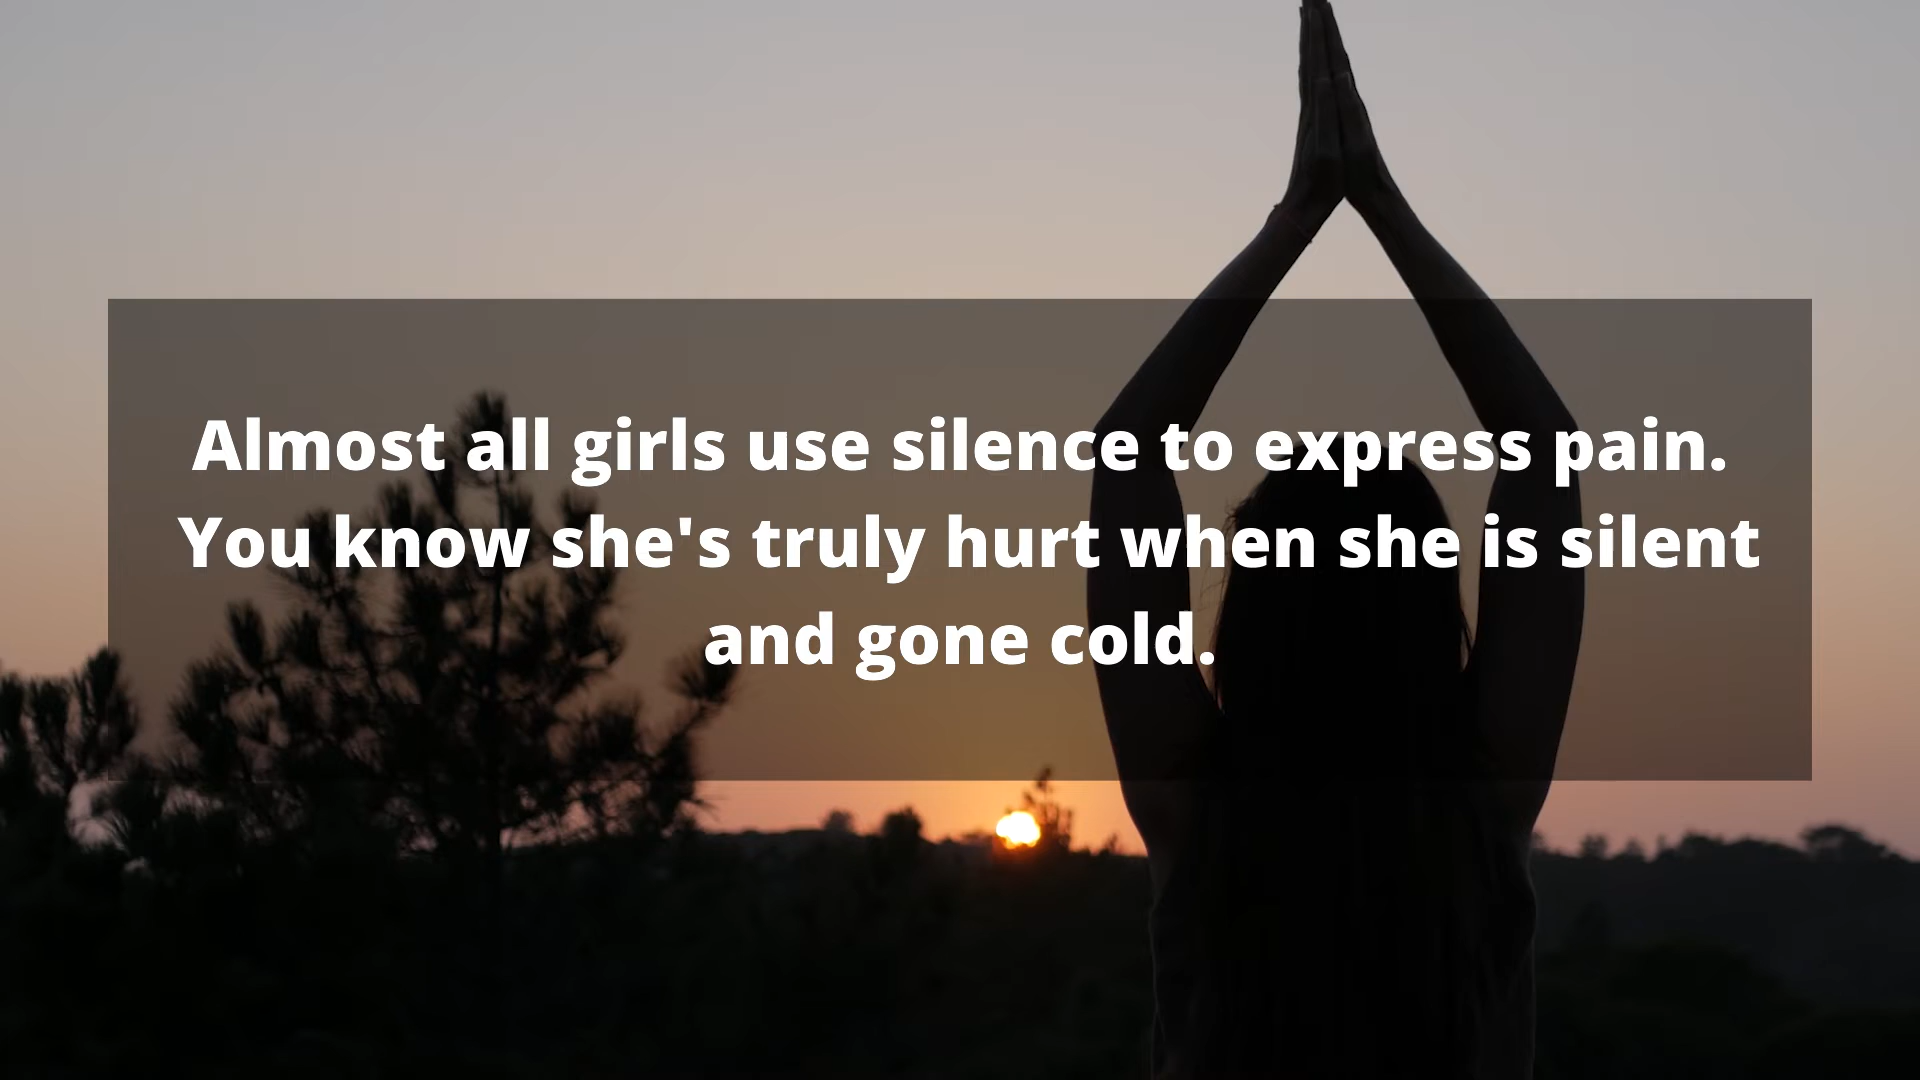 Almost all girls use silence to express pain.
You know she's truly hurt when she is silent
and gone cold.